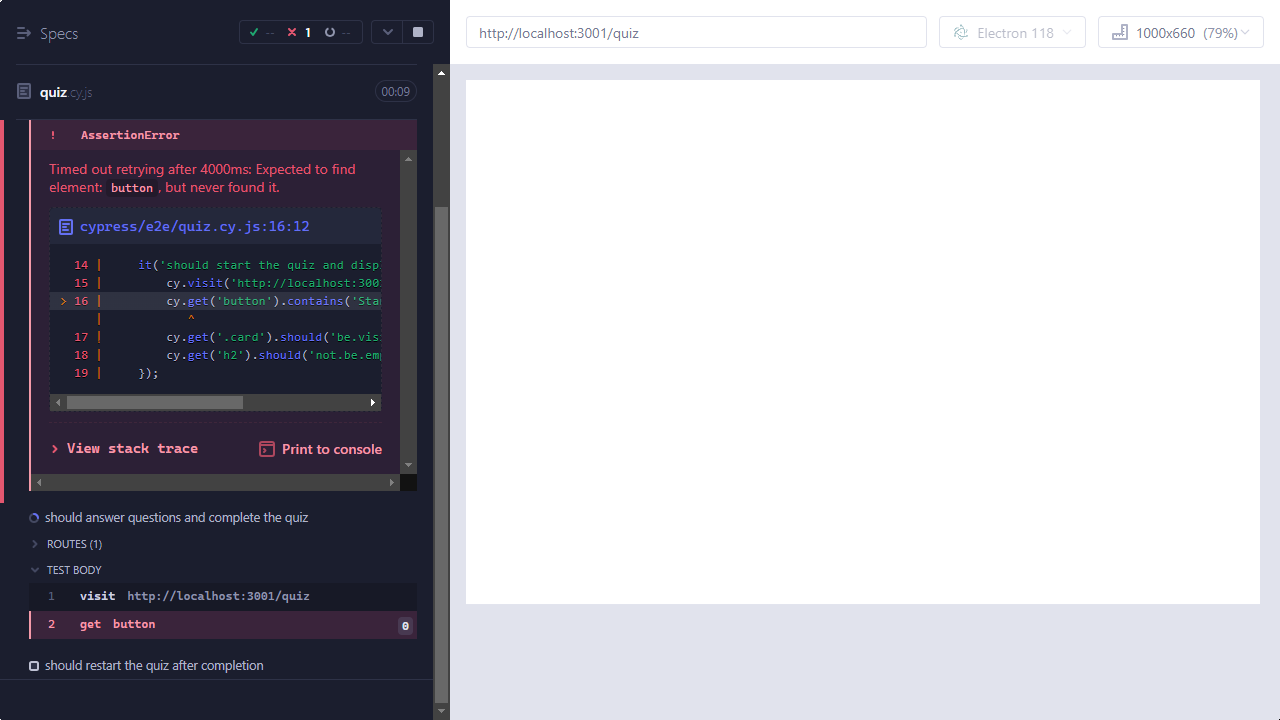 Specs
-- 1 --
quiz.cy.js
00:09
! AssertionError
Timed out retrying after 4000ms: Expected to find
element: button, but never found it.
cypress/e2e/quiz.cy.js:16:12
14 | it('should start the quiz and disp
15 | cy.visit('http://localhost:300
> 16 | cy.get('button').contains('Sta
| ^
17 | cy.get('.card').should('be.vis
18 | cy.get('h2').should('not.be.em
19 | });
> View stack trace
Print to console
should answer questions and complete the quiz
ROUTES (1)
TEST BODY
1 visit http://localhost:3001/quiz
2 get button 0
should restart the quiz after completion
http://localhost:3001/quiz
Electron 118
1000x660 (79%)